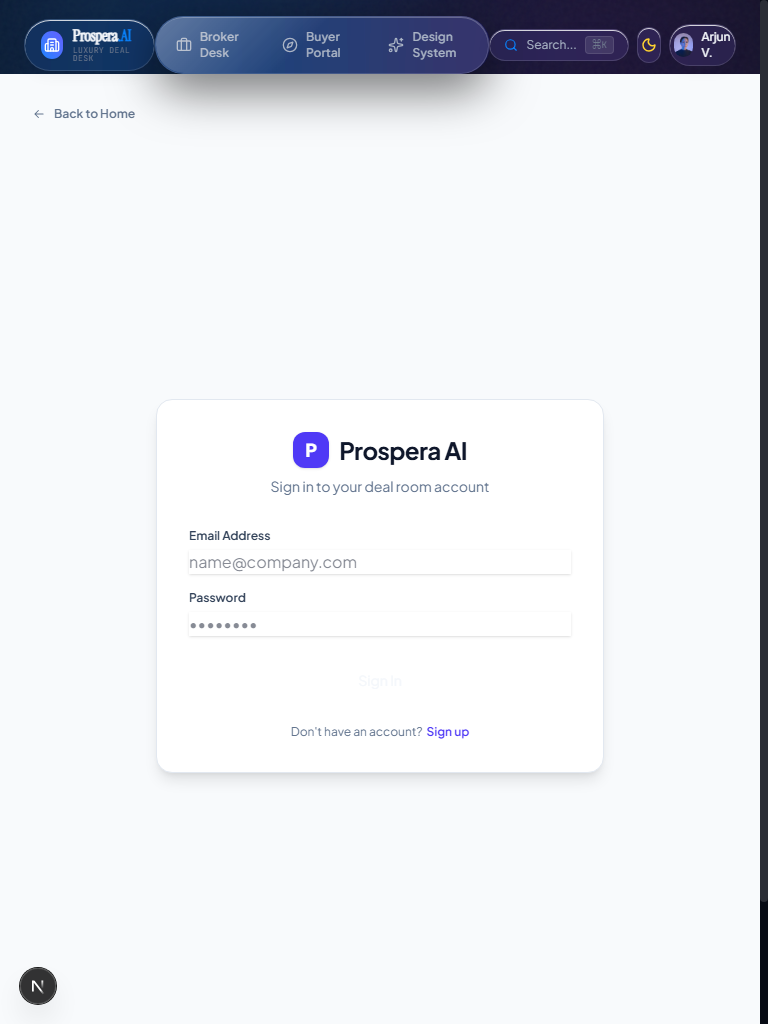 Prospera AI
LUXURY DEAL
DESK
Broker
Desk
Buyer
Portal
Design
System
Search...
⌘K
Arjun
V.
Back to Home
P
Prospera AI
Sign in to your deal room account
Email Address
name@company.com
Password
Sign In
Don't have an account? Sign up
N